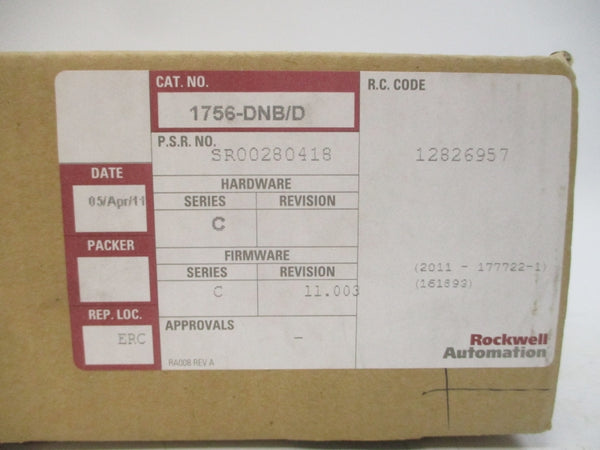 CAT. NO.
1756-DNB/D
R.C. CODE
P.S.R. NO.
SR00280418
12826957
DATE
05/Apr/11
HARDWARE
SERIES REVISION
C
PACKER
FIRMWARE
SERIES REVISION
C 11.003
(2011 - 177722-1)
(161693)
REP. LOC.
ERC
APPROVALS
-
RA008 REV A
Rockwell
Automation